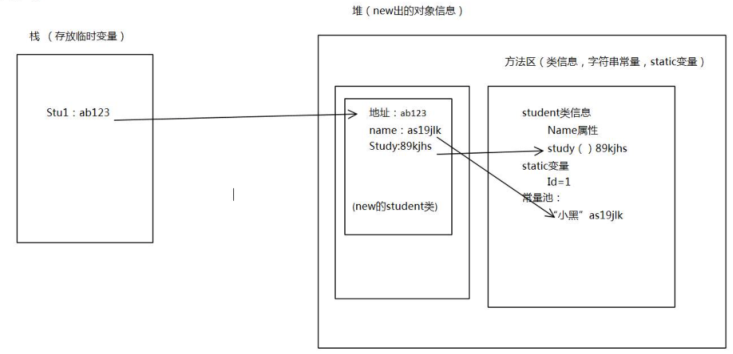 堆（new出的对象信息）
栈 （存放临时变量）
方法区（类信息，字符串常量，static变量）
Stu1：ab123
地址：ab123
name：as19jlk
Study:89kjhs
(new的student类)
student类信息
Name属性
study（）89kjhs
static变量
Id=1
常量池：
“小黑”as19jlk